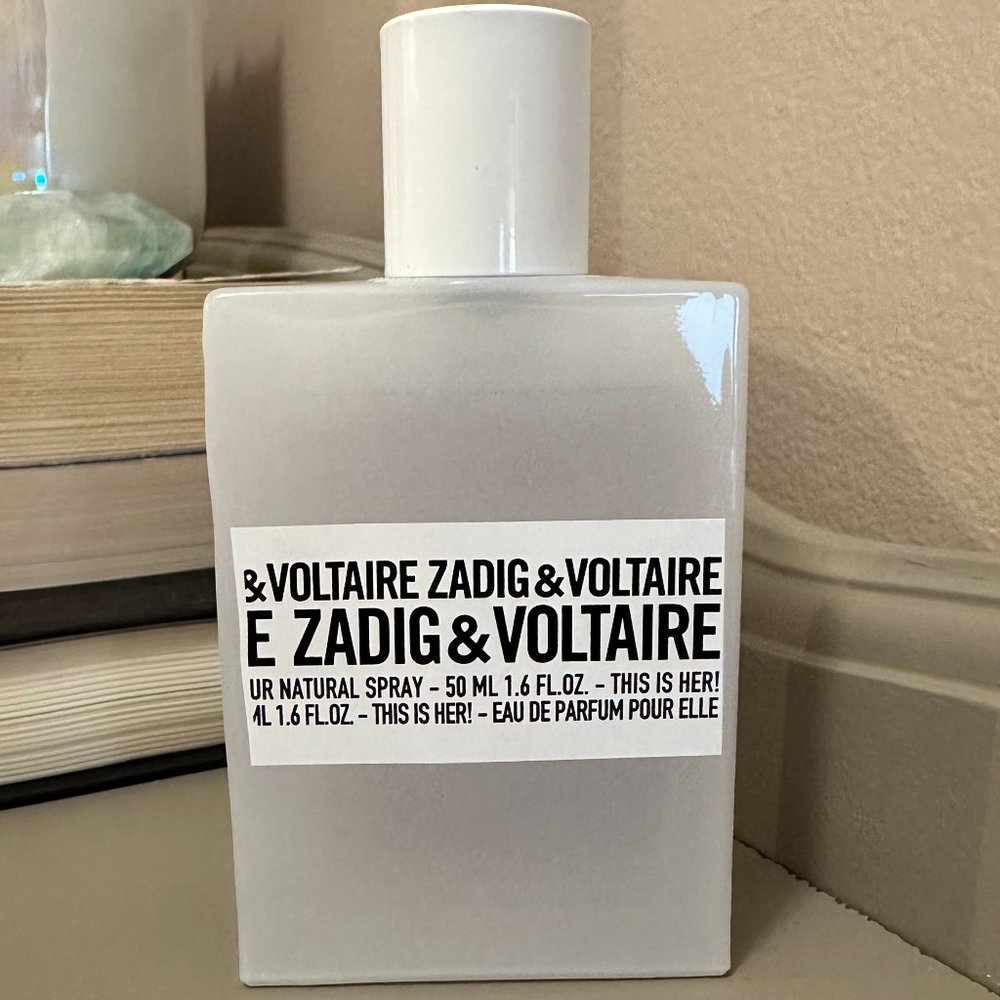 &VOLTAIRE ZADIG&VOLTAIRE
E ZADIG&VOLTAIRE
UR NATURAL SPRAY – 50 ML 1.6 FL.OZ. – THIS IS HER!
ML 1.6 FL.OZ. – THIS IS HER! – EAU DE PARFUM POUR ELLE